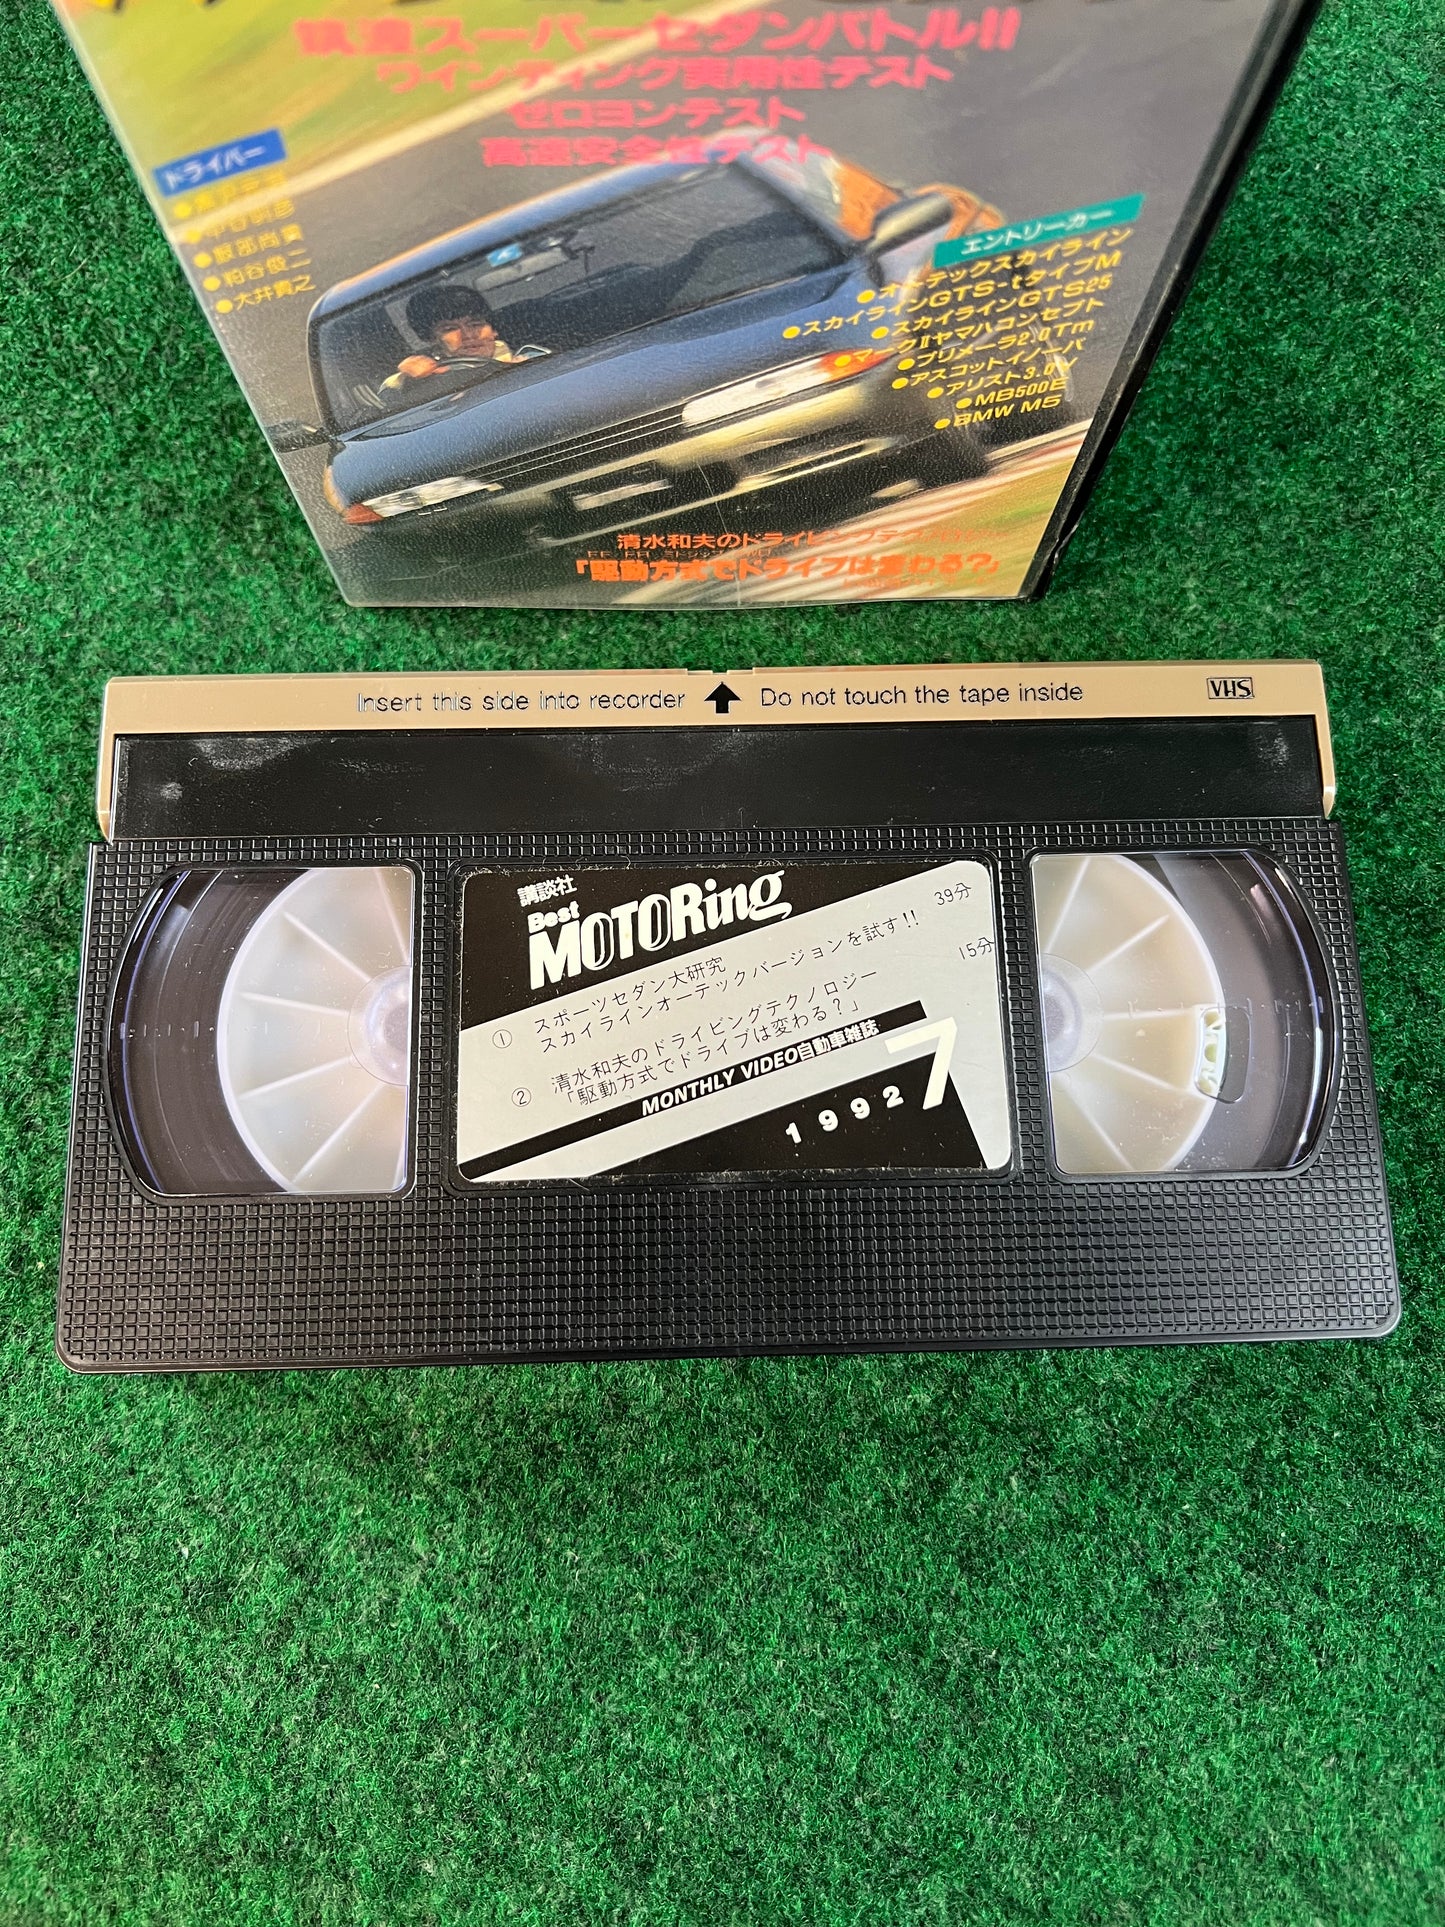 筑波スーパーセダンバトル!!
ワインディング実用性テスト
ゼロヨンテスト
高速安全性テスト
ドライバー
●服部尚貴
●粕谷俊二
●大井貴之
エントリーカー
●オーテックスカイライン
●スカイラインGTS-tタイプM
●スカイラインGTS25
●マークⅡヤマハコンセプト
●プリメーラ2.0Tm
●アスコットイノーバ
●アリスト3.0V
●MB500E
●BMW M5
清水和夫のドライビングテクノロジー
「駆動方式でドライブは変わる?」
Insert this side into recorder
Do not touch the tape inside
VHS
講談社
Best
MOTORing
① スポーツセダン大研究
スカイラインオーテックバージョンを試す!! 39分
② 清水和夫のドライビングテクノロジー 15分
「駆動方式でドライブは変わる?」
MONTHLY VIDEO自動車雑誌
1992 7